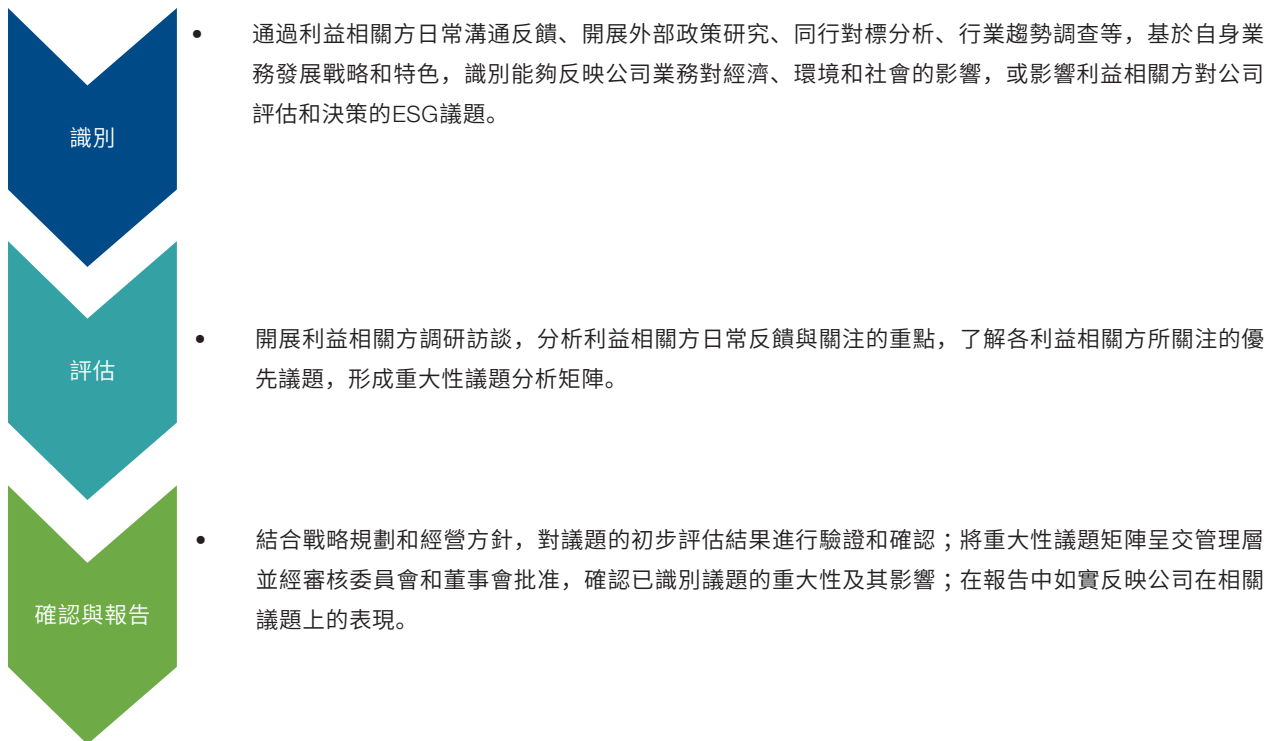 識別
• 通過利益相關方日常溝通反饋、開展外部政策研究、同行對標分析、行業趨勢調查等，基於自身業
務發展戰略和特色，識別能夠反映公司業務對經濟、環境和社會的影響，或影響利益相關方對公司
評估和決策的ESG議題。
評估
• 開展利益相關方調研訪談，分析利益相關方日常反饋與關注的重點，了解各利益相關方所關注的優
先議題，形成重大性議題分析矩陣。
確認與報告
• 結合戰略規劃和經營方針，對議題的初步評估結果進行驗證和確認；將重大性議題矩陣呈交管理層
並經審核委員會和董事會批准，確認已識別議題的重大性及其影響；在報告中如實反映公司在相關
議題上的表現。